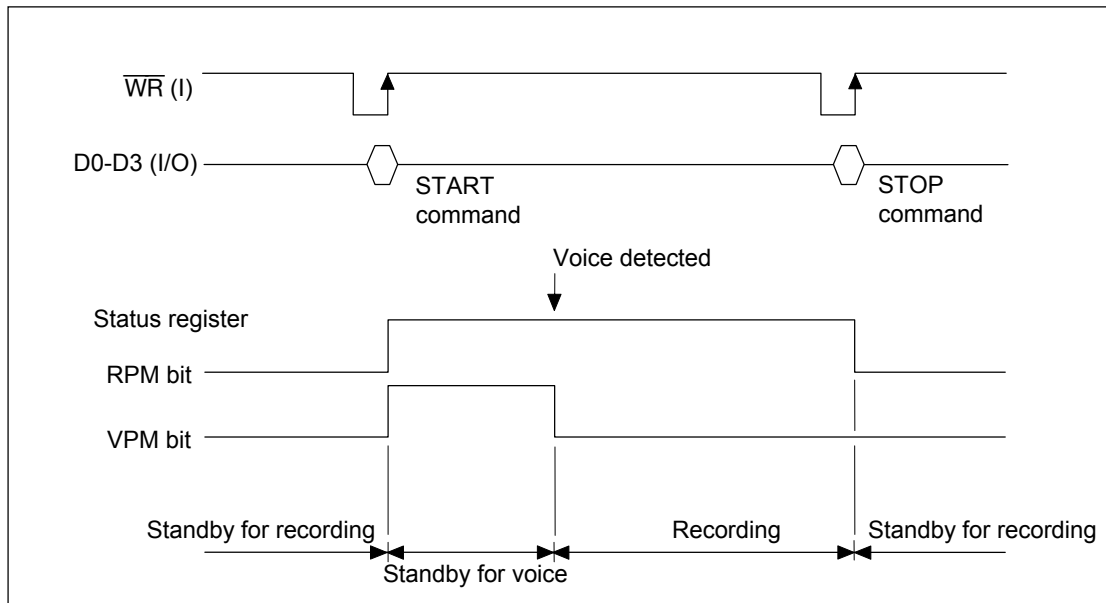 W̅R̅ (I)
D0-D3 (I/O)
START
command
STOP
command
Voice detected
Status register
RPM bit
VPM bit
Standby for recording
Recording
Standby for recording
Standby for voice